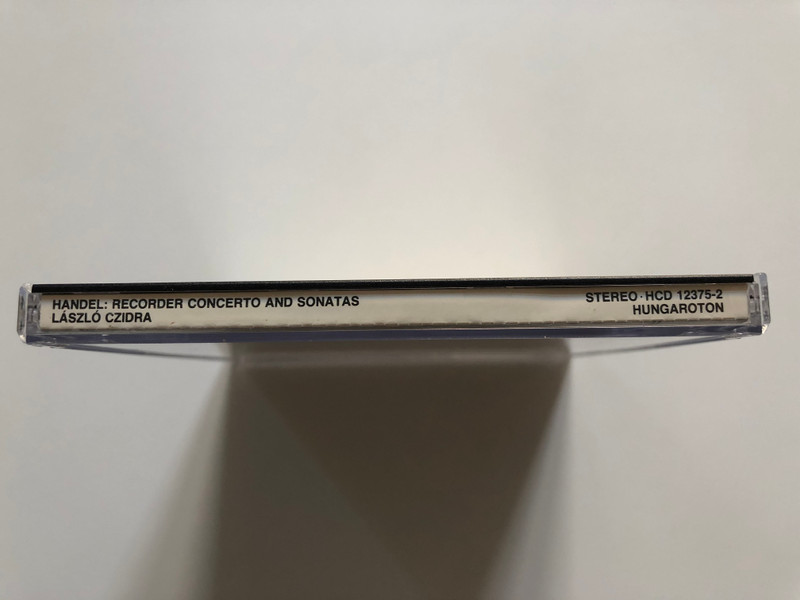 HANDEL: RECORDER CONCERTO AND SONATAS
LÁSZLÓ CZIDRA
STEREO · HCD 12375-2
HUNGAROTON